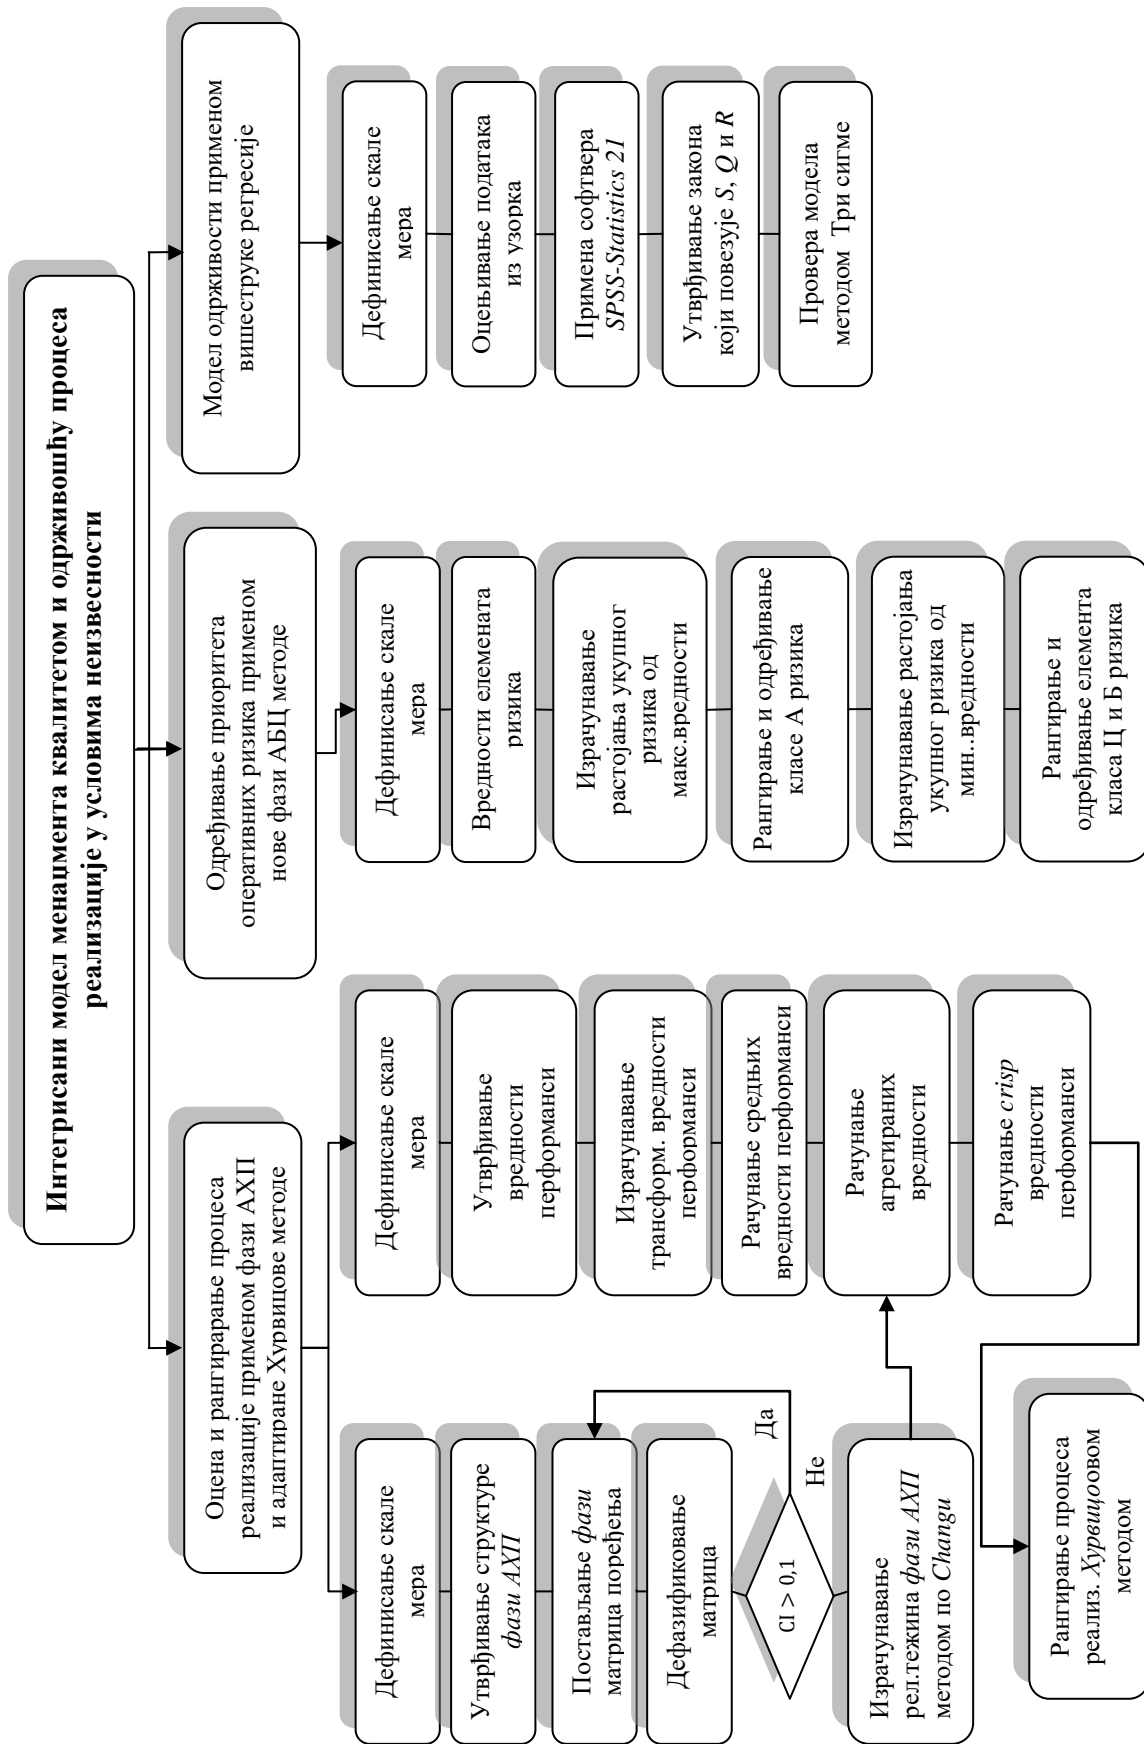 Интегрисани модел менаџмента квалитетом и одрживошћу процеса
реализације у условима неизвесности
Оцена и рангирарање процеса
реализације применом фази АХП
и адаптиране Хурвицове методе
Дефинисање скале
мера
Утврђивање структуре
фази АХП
Постављање фази
матрица поређења
Дефазификовање
матрица
CI > 0,1
Да
Не
Израчунавање
рел.тежина фази АХП
методом по Changu
Дефинисање скале
мера
Утврђивање
вредности
перформанси
Израчунавање
трансформ. вредности
перформанси
Рачунање средњих
вредности перформанси
Рачунање
агрегираних
вредности
Рачунање crisp
вредности
перформанси
Рангирање процеса
реализ. Хурвицовом
методом
Одређивање приоритета
оперативних ризика применом
нове фази АБЦ методе
Дефинисање скале
мера
Вредности елемената
ризика
Израчунавање
растојања укупног
ризика од
макс.вредности
Рангирање и одређивање
класе А ризика
Израчунавање растојања
укупног ризика од
мин..вредности
Рангирање и
одређивање елемента
класа Ц и Б ризика
Модел одрживости применом
вишеструке регресије
Дефинисање скале
мера
Оцењивање података
из узорка
Примена софтвера
SPSS-Statistics 21
Утврђивање закона
који повезује S, Q и R
Провера модела
методом Три сигме